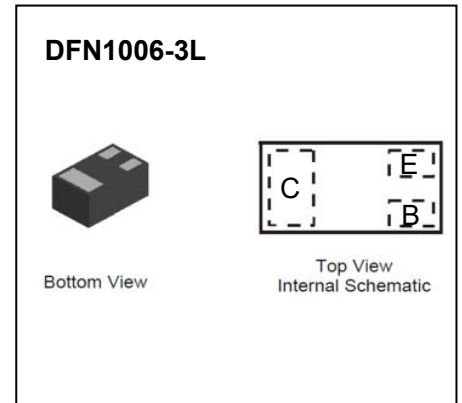 DFN1006-3L
C
E
B
Bottom View
Top View
Internal Schematic